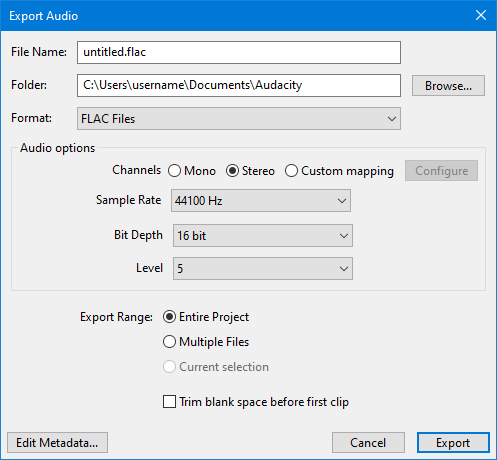 Export Audio
File Name: untitled.flac
Folder: C:\Users\username\Documents\Audacity Browse...
Format: FLAC Files
Audio options
Channels Mono Stereo Custom mapping Configure
Sample Rate 44100 Hz
Bit Depth 16 bit
Level 5
Export Range: Entire Project
Multiple Files
Current selection
Trim blank space before first clip
Edit Metadata... Cancel Export